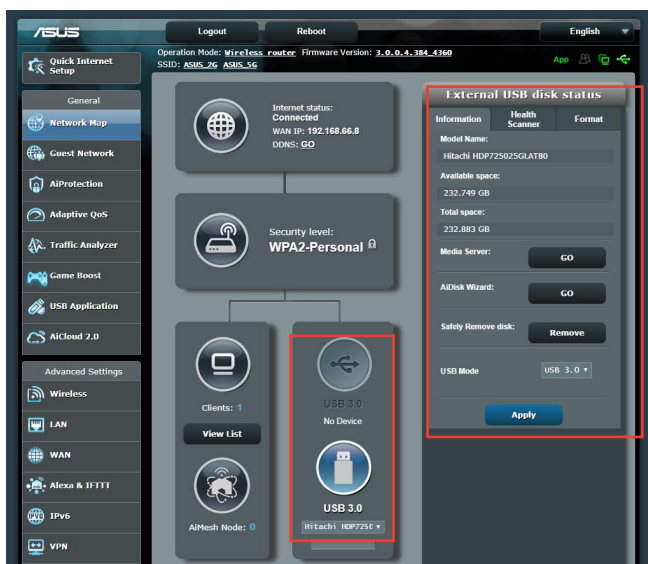 ASUS
Logout
Reboot
English
Operation Mode: Wireless router Firmware Version: 3.0.0.4.384_4360
SSID: ASUS_2G ASUS_5G
App
Quick Internet
Setup
General
Network Map
Guest Network
AiProtection
Adaptive QoS
Traffic Analyzer
Game Boost
USB Application
AiCloud 2.0
Advanced Settings
Wireless
LAN
WAN
Alexa & IFTTT
IPv6
VPN
Internet status:
Connected
WAN IP: 192.168.66.8
DDNS: GO
Security level:
WPA2-Personal
Clients: 1
View List
AiMesh Node: 0
USB 3.0
No Device
USB 3.0
Hitachi HDP725C
External USB disk status
Information
Health
Scanner
Format
Model Name:
Hitachi HDP725025GLAT80
Available space:
232.749 GB
Total space:
232.883 GB
Media Server:
GO
AiDisk Wizard:
GO
Safely Remove disk:
Remove
USB Mode
USB 3.0
Apply